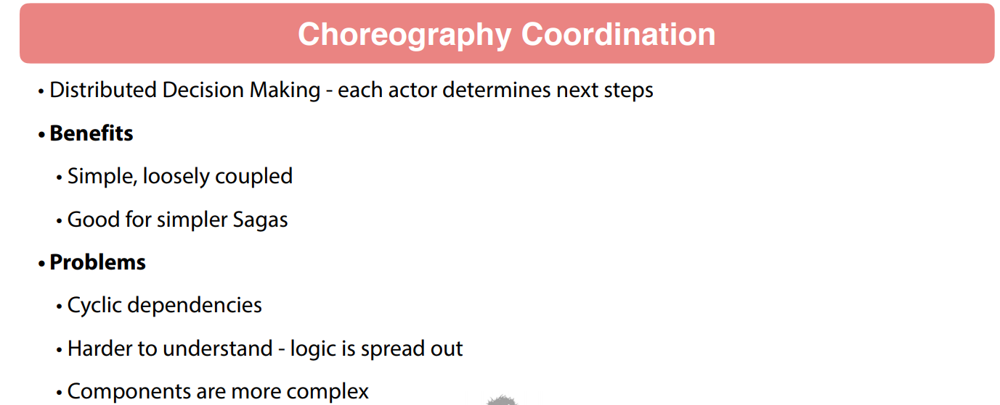 Choreography Coordination
• Distributed Decision Making - each actor determines next steps
• Benefits
• Simple, loosely coupled
• Good for simpler Sagas
• Problems
• Cyclic dependencies
• Harder to understand - logic is spread out
• Components are more complex